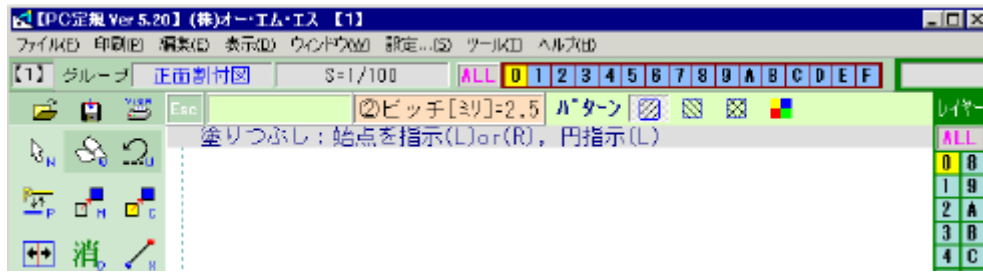 【PC定規 Ver 5.20】(株)オー・エム・エス 【1】
ファイル(E) 印刷(P) 編集(E) 表示(D) ウィンドウ(W) 設定...(S) ツール(T) ヘルプ(H)
【1】 グループ 正面割付図 S=1/100 ALL 0 1 2 3 4 5 6 7 8 9 A B C D E F
Esc ②ピッチ[ミリ]=2.5 パターン レイヤー
塗りつぶし:始点を指示(L)or(R), 円指示(L)
ALL
0 8
N U
1 9
P M C
2 A
3 B
消 4 C